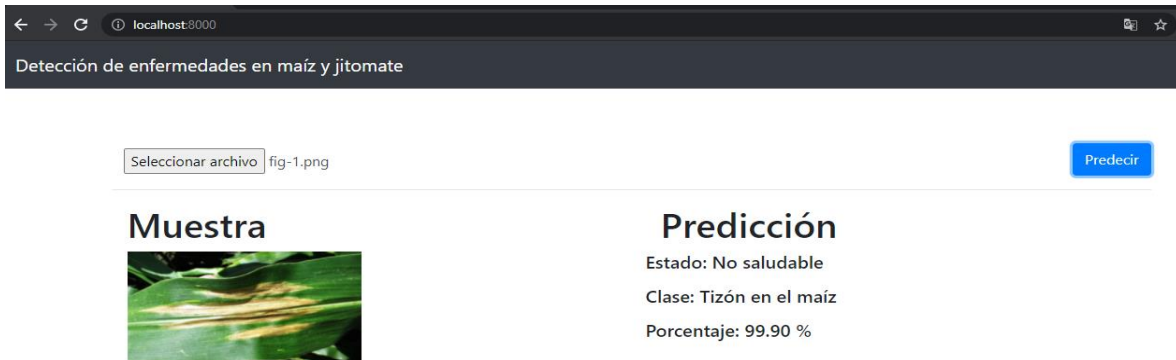 localhost:8000
Detección de enfermedades en maíz y jitomate
Seleccionar archivo fig-1.png
Predecir
Muestra
Predicción
Estado: No saludable
Clase: Tizón en el maíz
Porcentaje: 99.90 %